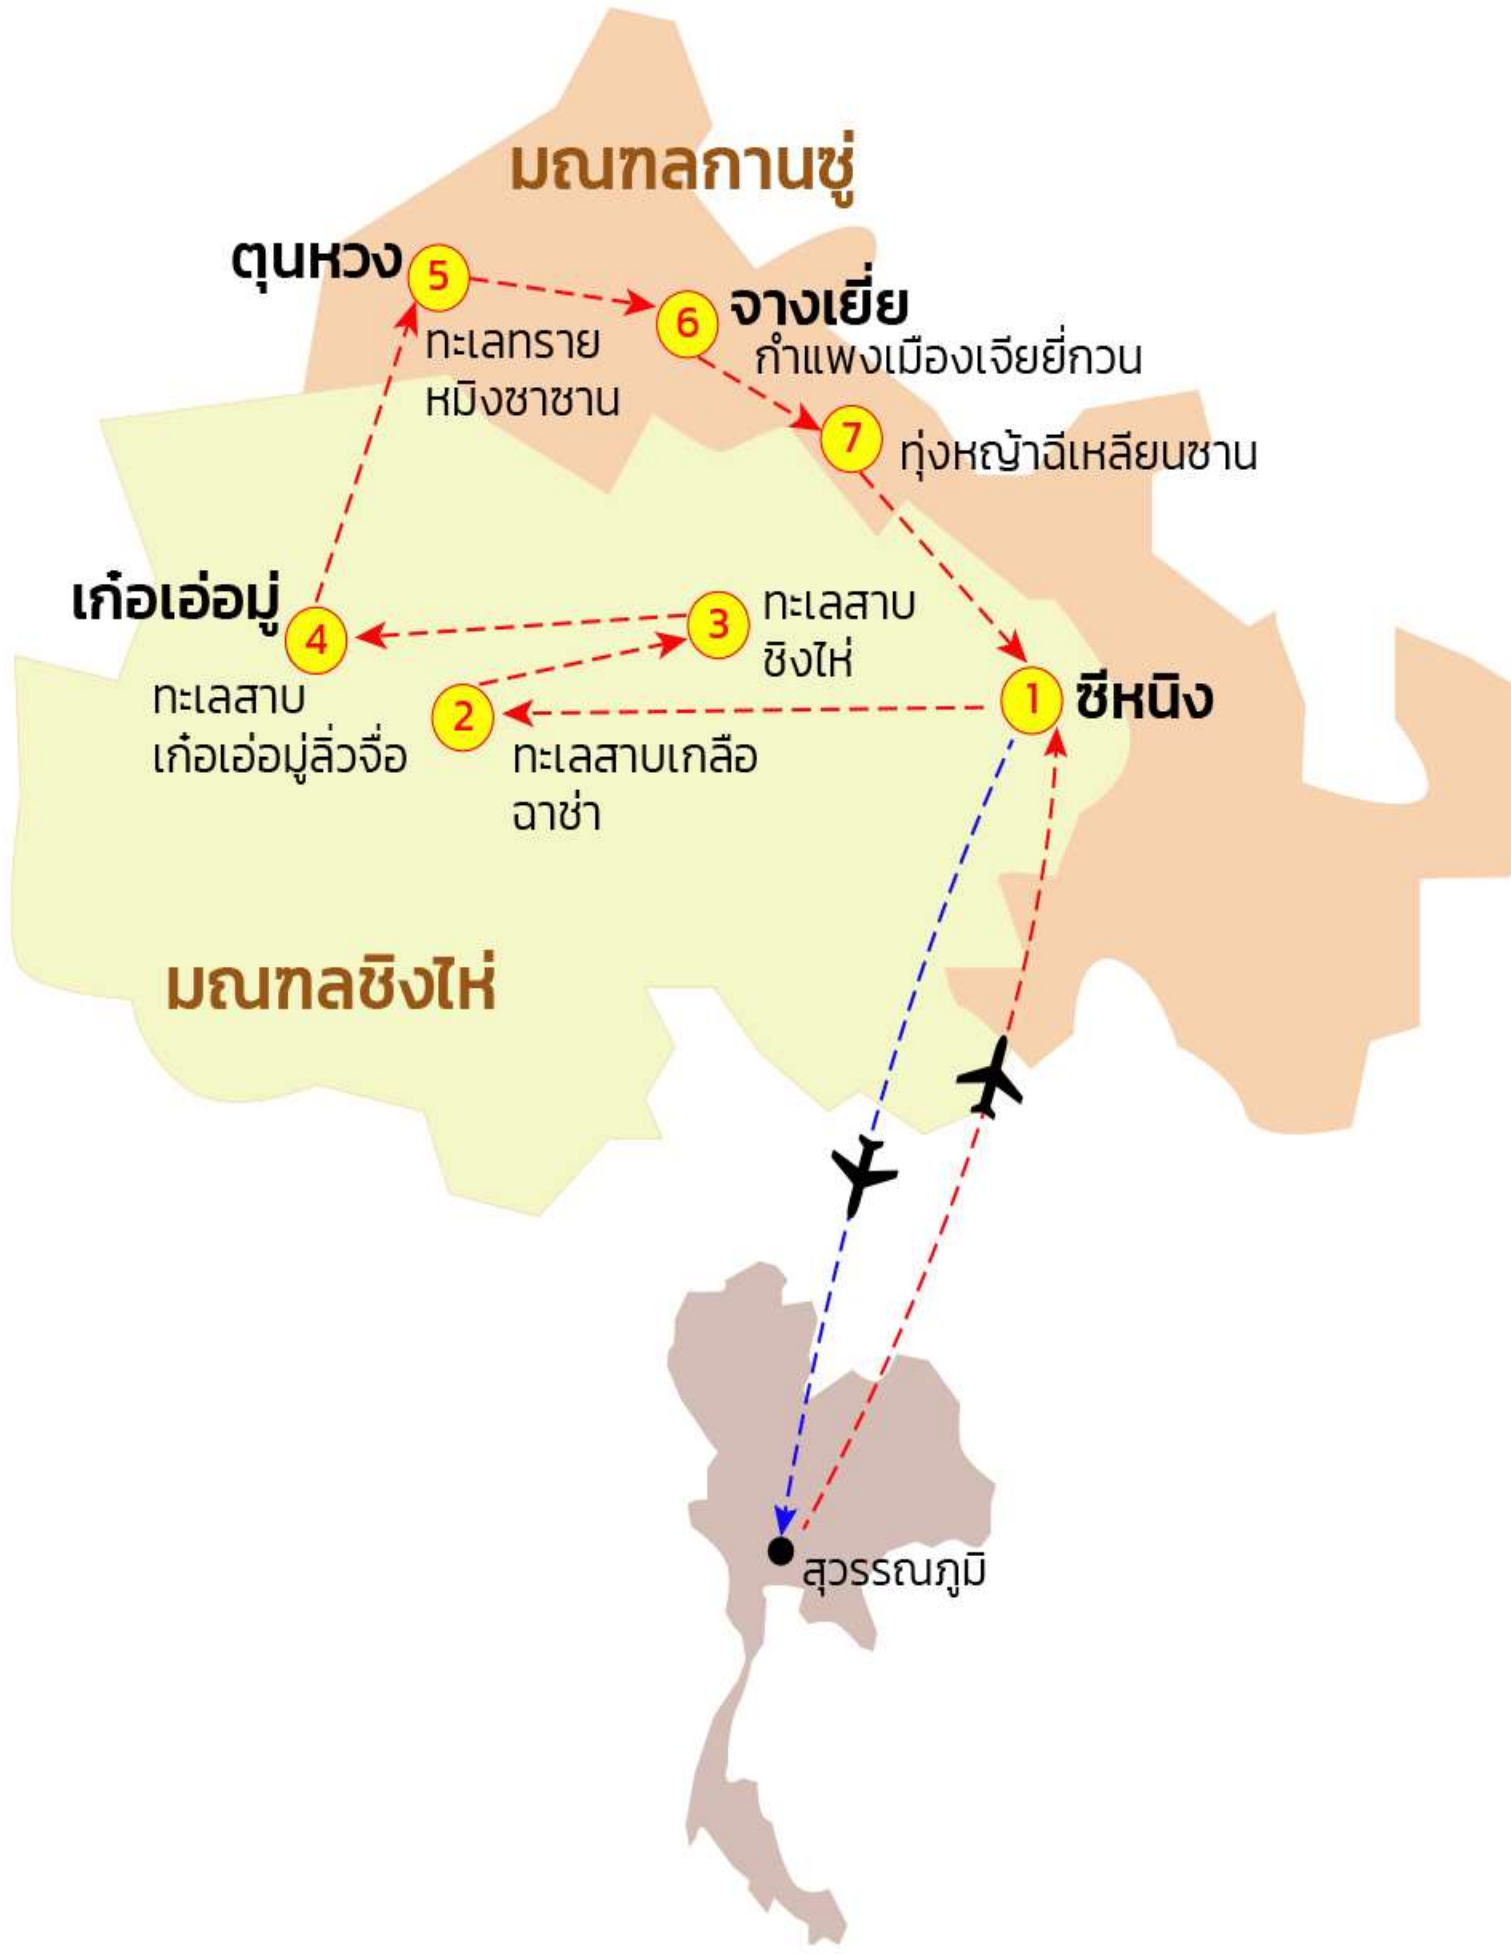 มณฑลกานซู่
ตุนหวง
5
ทะเลทราย
หมิงซาซาน
6
จางเยี่ย
กำแพงเมืองเจียยี่กวน
7
ทุ่งหญ้าฉีเหลียนซาน
เก๋อเอ่อมู่
4
ทะเลสาบ
เก๋อเอ่อมู่ลิ่วจื่อ
3
ทะเลสาบ
ชิงไห่
2
ทะเลสาบเกลือ
ฉาช่า
1
ซีหนิง
มณฑลชิงไห่
สุวรรณภูมิ